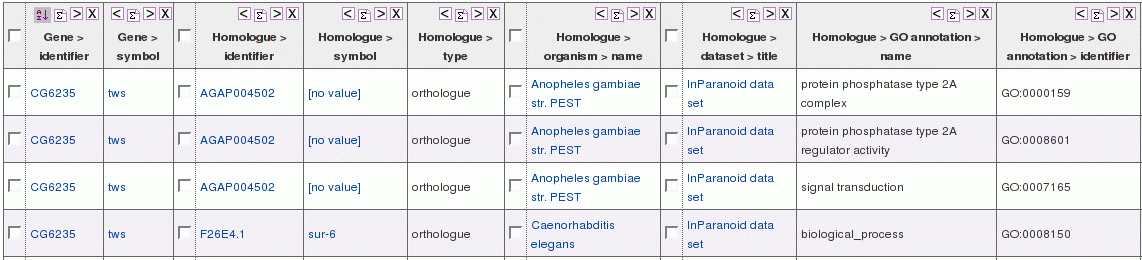 Gene > identifier Gene > symbol Homologue > identifier Homologue > symbol Homologue > type Homologue > organism > name Homologue > dataset > title Homologue > GO annotation > name Homologue > GO annotation > identifier
CG6235 tws AGAP004502 [no value] orthologue Anopheles gambiae str. PEST InParanoid data set protein phosphatase type 2A complex GO:0000159
CG6235 tws AGAP004502 [no value] orthologue Anopheles gambiae str. PEST InParanoid data set protein phosphatase type 2A regulator activity GO:0008601
CG6235 tws AGAP004502 [no value] orthologue Anopheles gambiae str. PEST InParanoid data set signal transduction GO:0007165
CG6235 tws F26E4.1 sur-6 orthologue Caenorhabditis elegans InParanoid data set biological_process GO:0008150